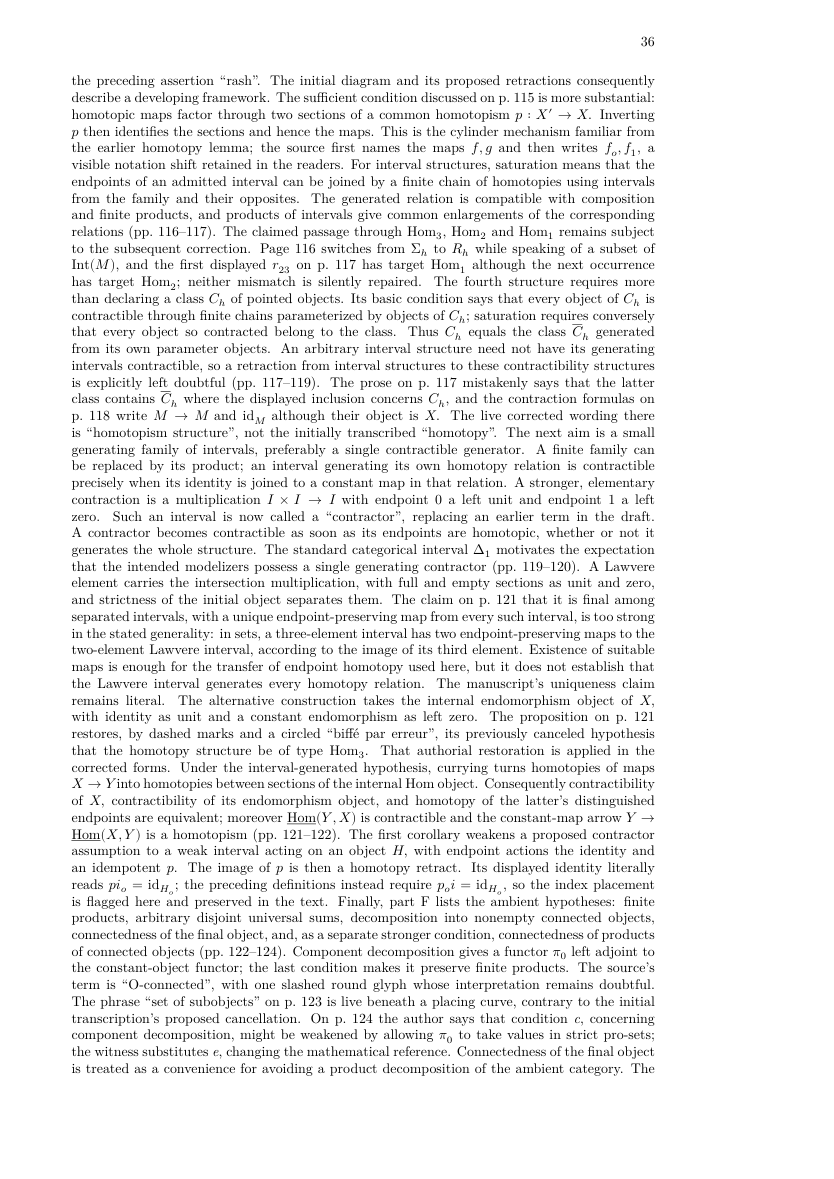 36
the preceding assertion “rash”. The initial diagram and its proposed retractions consequently
describe a developing framework. The sufficient condition discussed on p. 115 is more substantial:
homotopic maps factor through two sections of a common homotopism p : X′ → X. Inverting
p then identifies the sections and hence the maps. This is the cylinder mechanism familiar from
the earlier homotopy lemma; the source first names the maps f, g and then writes fₒ, f₁, a
visible notation shift retained in the readers. For interval structures, saturation means that the
endpoints of an admitted interval can be joined by a finite chain of homotopies using intervals
from the family and their opposites. The generated relation is compatible with composition
and finite products, and products of intervals give common enlargements of the corresponding
relations (pp. 116–117). The claimed passage through Hom₃, Hom₂ and Hom₁ remains subject
to the subsequent correction. Page 116 switches from Σₕ to Rₕ while speaking of a subset of
Int(M), and the first displayed r₂₃ on p. 117 has target Hom₁ although the next occurrence
has target Hom₂; neither mismatch is silently repaired. The fourth structure requires more
than declaring a class Cₕ of pointed objects. Its basic condition says that every object of Cₕ is
contractible through finite chains parameterized by objects of Cₕ; saturation requires conversely
that every object so contracted belong to the class. Thus Cₕ equals the class C̅ₕ generated
from its own parameter objects. An arbitrary interval structure need not have its generating
intervals contractible, so a retraction from interval structures to these contractibility structures
is explicitly left doubtful (pp. 117–119). The prose on p. 117 mistakenly says that the latter
class contains C̅ₕ where the displayed inclusion concerns Cₕ, and the contraction formulas on
p. 118 write M → M and id_M although their object is X. The live corrected wording there
is “homotopism structure”, not the initially transcribed “homotopy”. The next aim is a small
generating family of intervals, preferably a single contractible generator. A finite family can
be replaced by its product; an interval generating its own homotopy relation is contractible
precisely when its identity is joined to a constant map in that relation. A stronger, elementary
contraction is a multiplication I × I → I with endpoint 0 a left unit and endpoint 1 a left
zero. Such an interval is now called a “contractor”, replacing an earlier term in the draft.
A contractor becomes contractible as soon as its endpoints are homotopic, whether or not it
generates the whole structure. The standard categorical interval Δ₁ motivates the expectation
that the intended modelizers possess a single generating contractor (pp. 119–120). A Lawvere
element carries the intersection multiplication, with full and empty sections as unit and zero,
and strictness of the initial object separates them. The claim on p. 121 that it is final among
separated intervals, with a unique endpoint-preserving map from every such interval, is too strong
in the stated generality: in sets, a three-element interval has two endpoint-preserving maps to the
two-element Lawvere interval, according to the image of its third element. Existence of suitable
maps is enough for the transfer of endpoint homotopy used here, but it does not establish that
the Lawvere interval generates every homotopy relation. The manuscript’s uniqueness claim
remains literal. The alternative construction takes the internal endomorphism object of X,
with identity as unit and a constant endomorphism as left zero. The proposition on p. 121
restores, by dashed marks and a circled “biffé par erreur”, its previously canceled hypothesis
that the homotopy structure be of type Hom₃. That authorial restoration is applied in the
corrected forms. Under the interval-generated hypothesis, currying turns homotopies of maps
X → Y into homotopies between sections of the internal Hom object. Consequently contractibility
of X, contractibility of its endomorphism object, and homotopy of the latter’s distinguished
endpoints are equivalent; moreover Hom(Y, X) is contractible and the constant-map arrow Y →
Hom(X, Y) is a homotopism (pp. 121–122). The first corollary weakens a proposed contractor
assumption to a weak interval acting on an object H, with endpoint actions the identity and
an idempotent p. The image of p is then a homotopy retract. Its displayed identity literally
reads piₒ = id_{Hₒ}; the preceding definitions instead require pₒi = id_{Hₒ}, so the index placement
is flagged here and preserved in the text. Finally, part F lists the ambient hypotheses: finite
products, arbitrary disjoint universal sums, decomposition into nonempty connected objects,
connectedness of the final object, and, as a separate stronger condition, connectedness of products
of connected objects (pp. 122–124). Component decomposition gives a functor π₀ left adjoint to
the constant-object functor; the last condition makes it preserve finite products. The source’s
term is “O-connected”, with one slashed round glyph whose interpretation remains doubtful.
The phrase “set of subobjects” on p. 123 is live beneath a placing curve, contrary to the initial
transcription’s proposed cancellation. On p. 124 the author says that condition c, concerning
component decomposition, might be weakened by allowing π₀ to take values in strict pro-sets;
the witness substitutes e, changing the mathematical reference. Connectedness of the final object
is treated as a convenience for avoiding a product decomposition of the ambient category. The